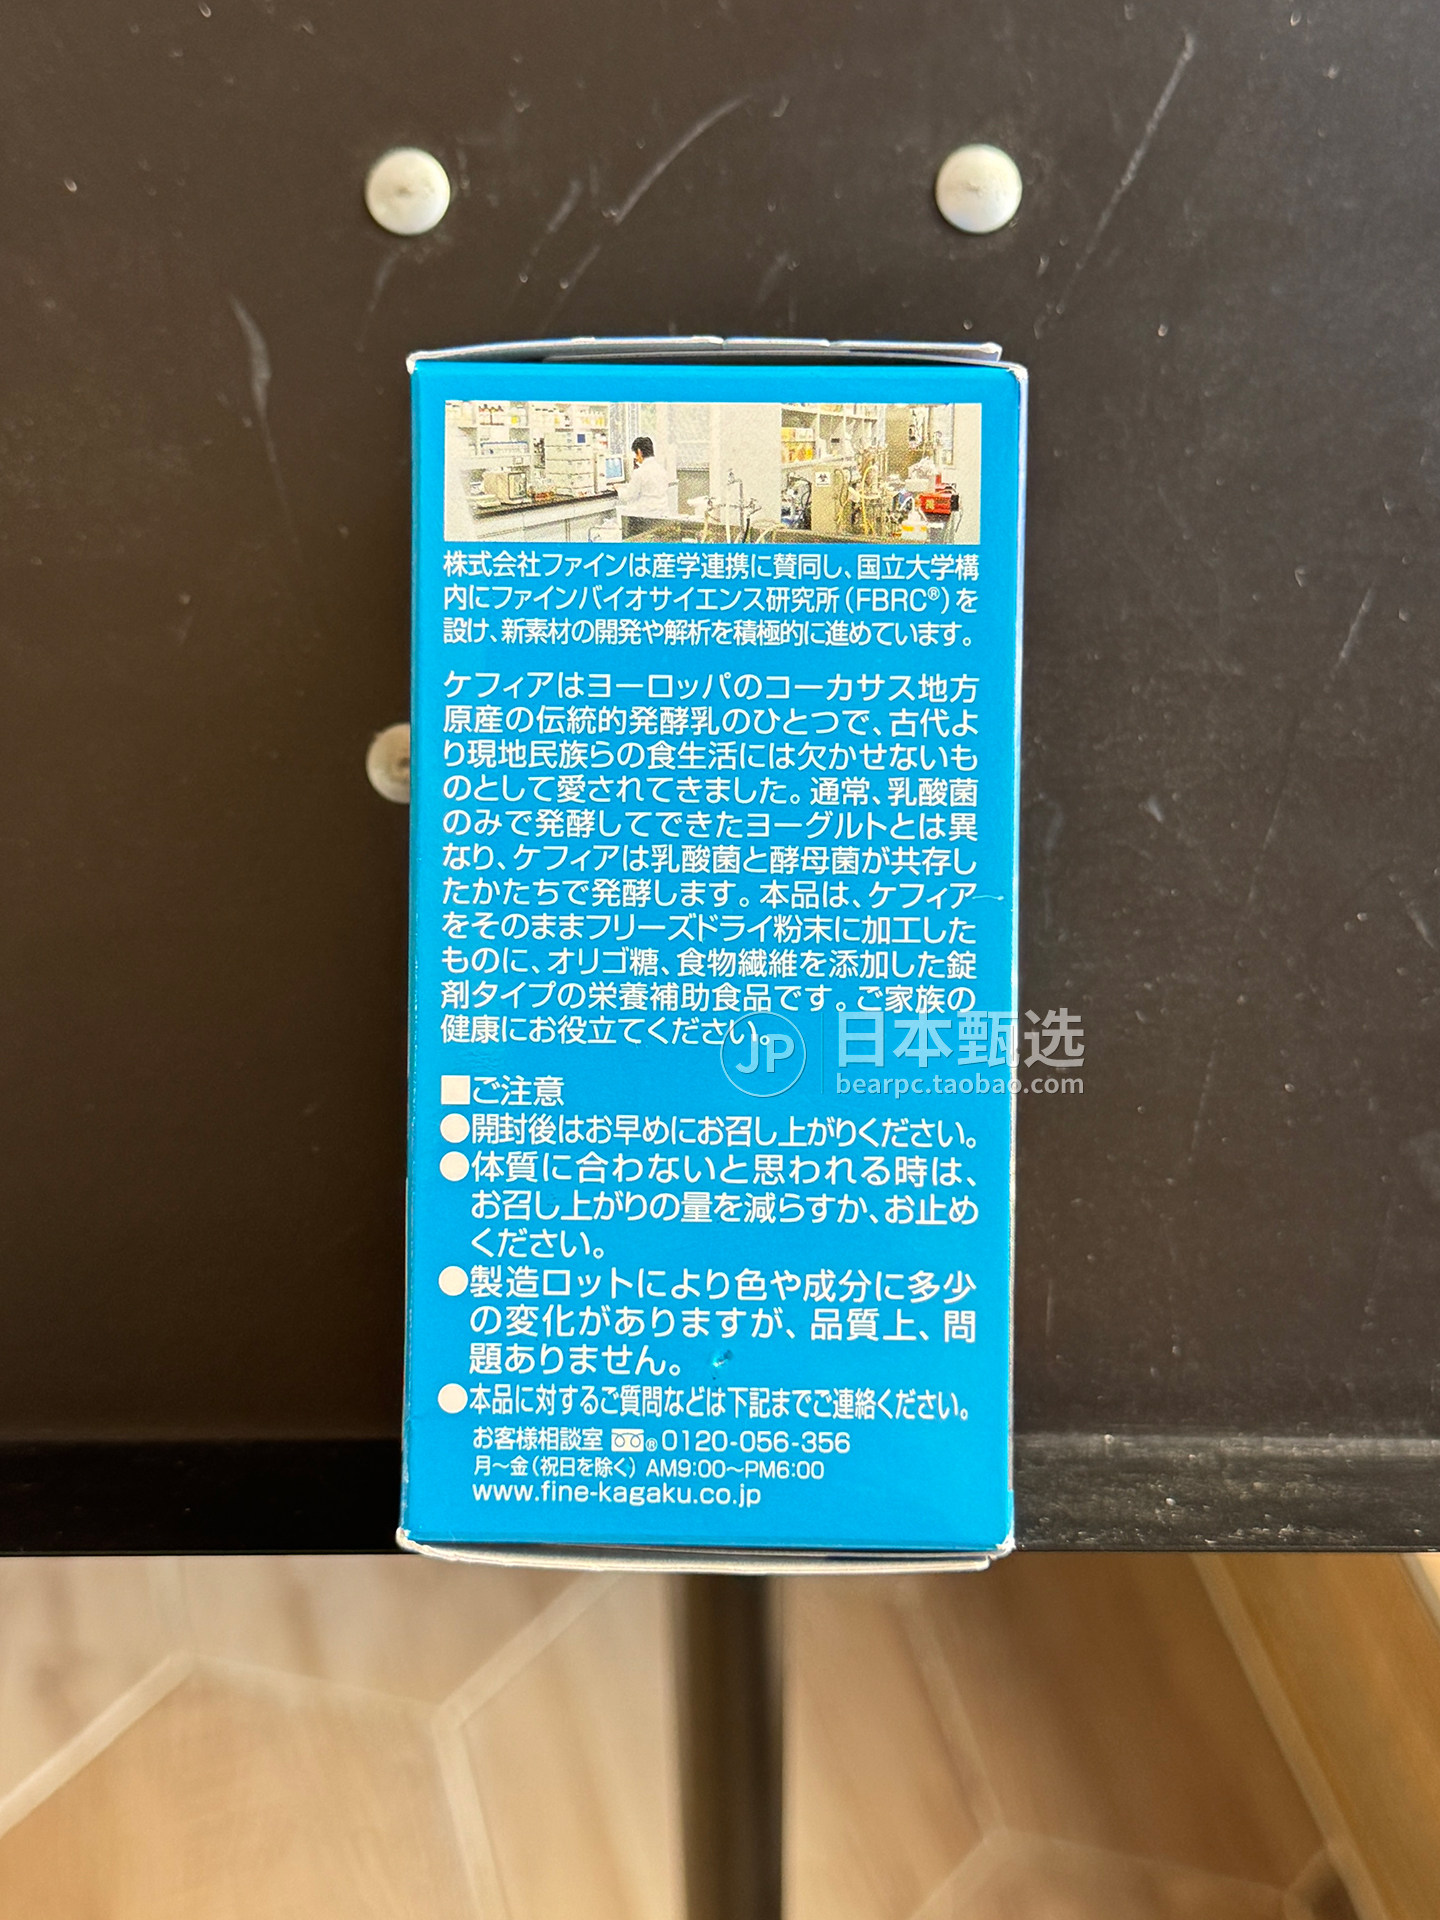 株式会社ファインは産学連携に賛同し、国立大学構
内にファインバイオサイエンス研究所(FBRC®)を
設け、新素材の開発や解析を積極的に進めています。
ケフィアはヨーロッパのコーカサス地方
原産の伝統的発酵乳のひとつで、古代よ
り現地民族らの食生活には欠かせないも
のとして愛されてきました。通常、乳酸菌
のみで発酵してできたヨーグルトとは異
なり、ケフィアは乳酸菌と酵母菌が共存し
たかたちで発酵します。本品は、ケフィア
をそのままフリーズドライ粉末に加工した
ものに、オリゴ糖、食物繊維を添加した錠
剤タイプの栄養補助食品です。ご家族の
健康にお役立てください。
JP 日本甄选
bearpc.taobao.com
■ご注意
●開封後はお早めにお召し上がりください。
●体質に合わないと思われる時は、
お召し上がりの量を減らすか、お止め
ください。
●製造ロットにより色や成分に多少
の変化がありますが、品質上、問
題ありません。
●本品に対するご質問などは下記までご連絡ください。
お客様相談室 ®0120-056-356
月〜金(祝日を除く) AM9:00〜PM6:00
www.fine-kagaku.co.jp